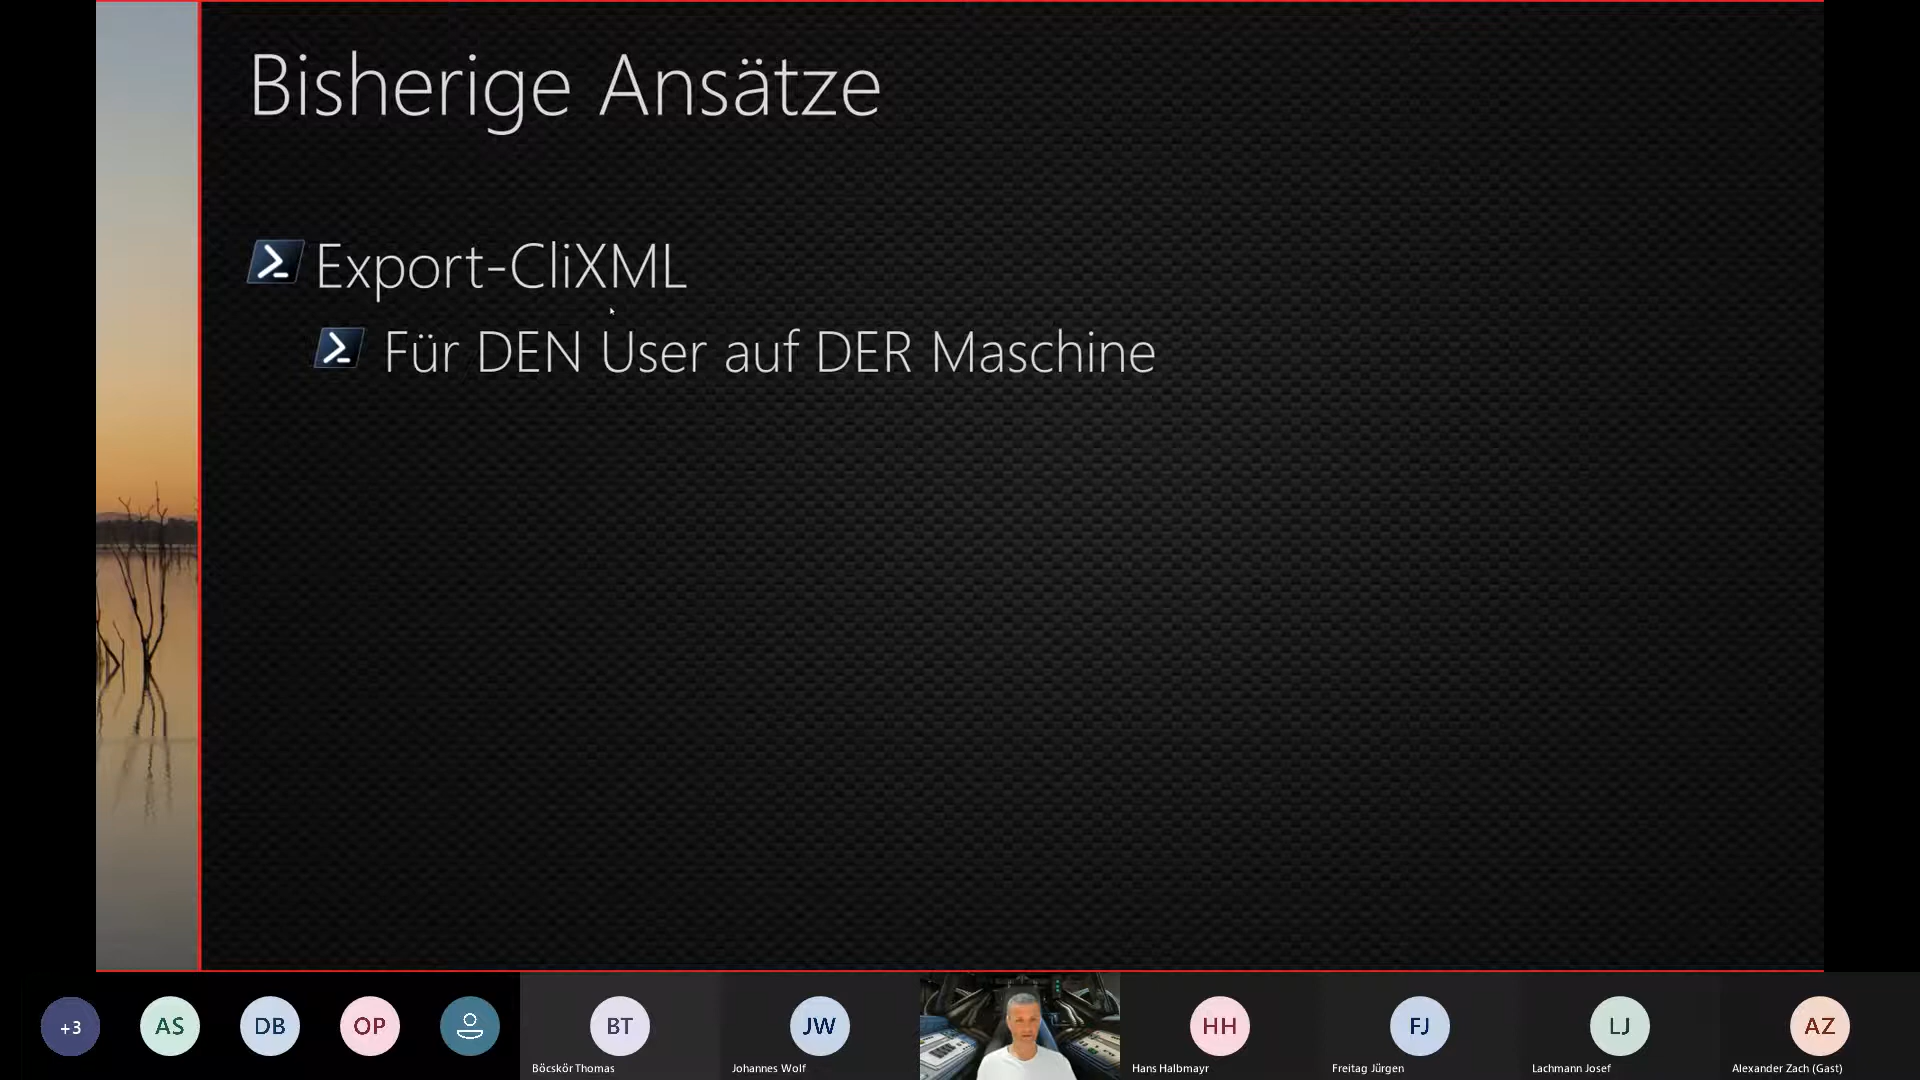 Bisherige Ansätze
Export-CliXML
Für DEN User auf DER Maschine
+3
AS
DB
OP
BT
JW
HH
FJ
LJ
AZ
Böcskör Thomas
Johannes Wolf
Hans Halbmayr
Freitag Jürgen
Lachmann Josef
Alexander Zach (Gast)